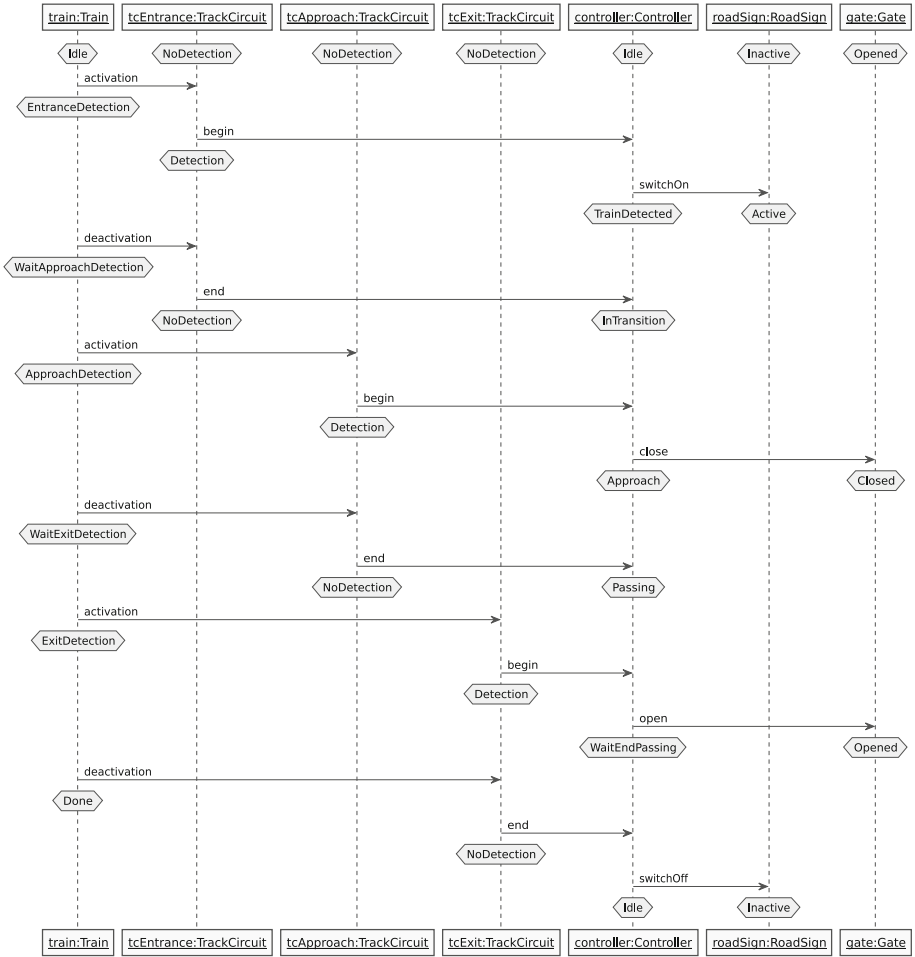 train:Train tcEntrance:TrackCircuit tcApproach:TrackCircuit tcExit:TrackCircuit controller:Controller roadSign:RoadSign gate:Gate
Idle NoDetection NoDetection NoDetection Idle Inactive Opened
activation
EntranceDetection
begin
Detection
switchOn
TrainDetected Active
deactivation
WaitApproachDetection
end
NoDetection InTransition
activation
ApproachDetection
begin
Detection
close
Approach Closed
deactivation
WaitExitDetection
end
NoDetection Passing
activation
ExitDetection
begin
Detection
open
WaitEndPassing Opened
deactivation
Done
end
NoDetection
switchOff
Idle Inactive
train:Train tcEntrance:TrackCircuit tcApproach:TrackCircuit tcExit:TrackCircuit controller:Controller roadSign:RoadSign gate:Gate